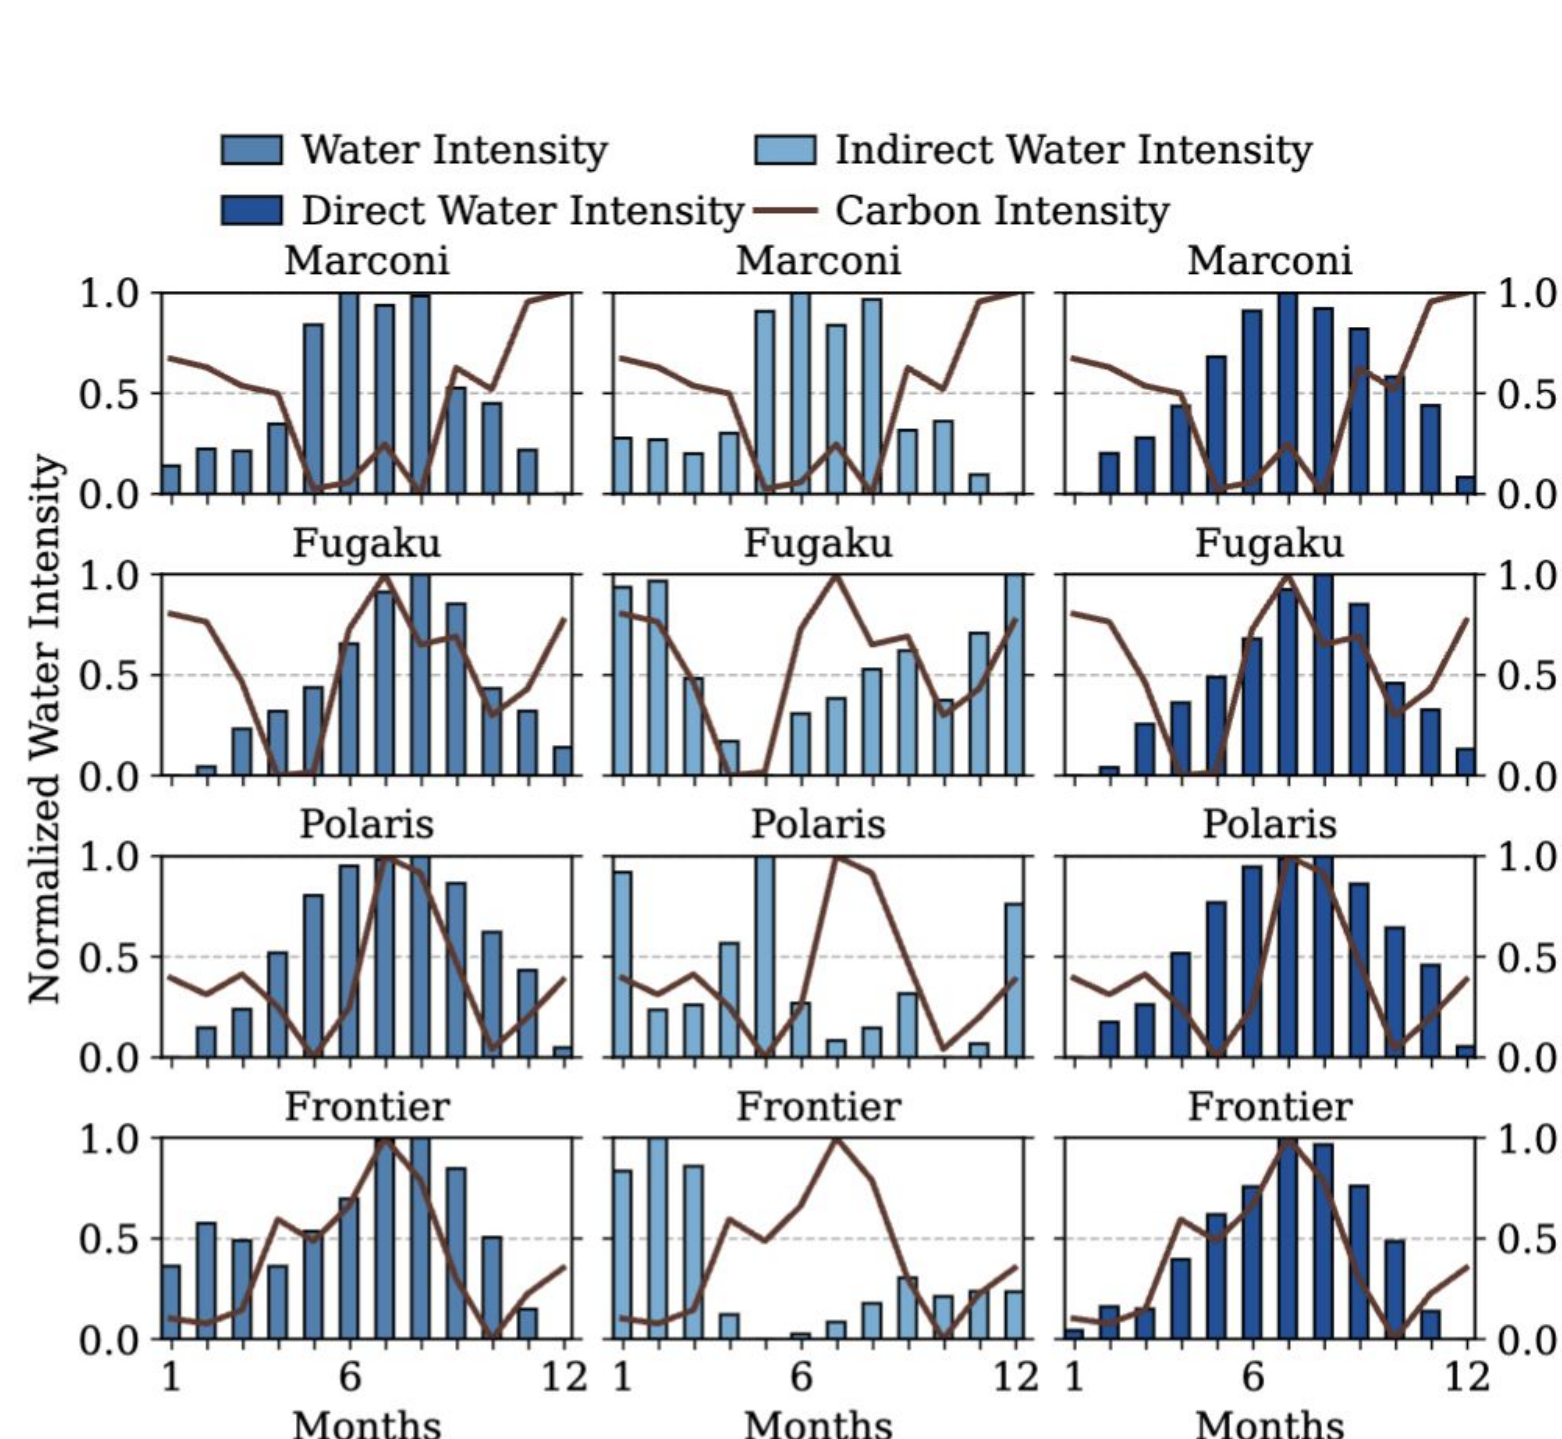 Water Intensity Indirect Water Intensity
Direct Water Intensity Carbon Intensity
Marconi Marconi Marconi
1.0 1.0
0.5 0.5
0.0 0.0
Fugaku Fugaku Fugaku
1.0 1.0
0.5 0.5
0.0 0.0
Polaris Polaris Polaris
1.0 1.0
0.5 0.5
0.0 0.0
Frontier Frontier Frontier
1.0 1.0
0.5 0.5
0.0 0.0
1 6 12 1 6 12 1 6 12
Months Months Months
Normalized Water Intensity